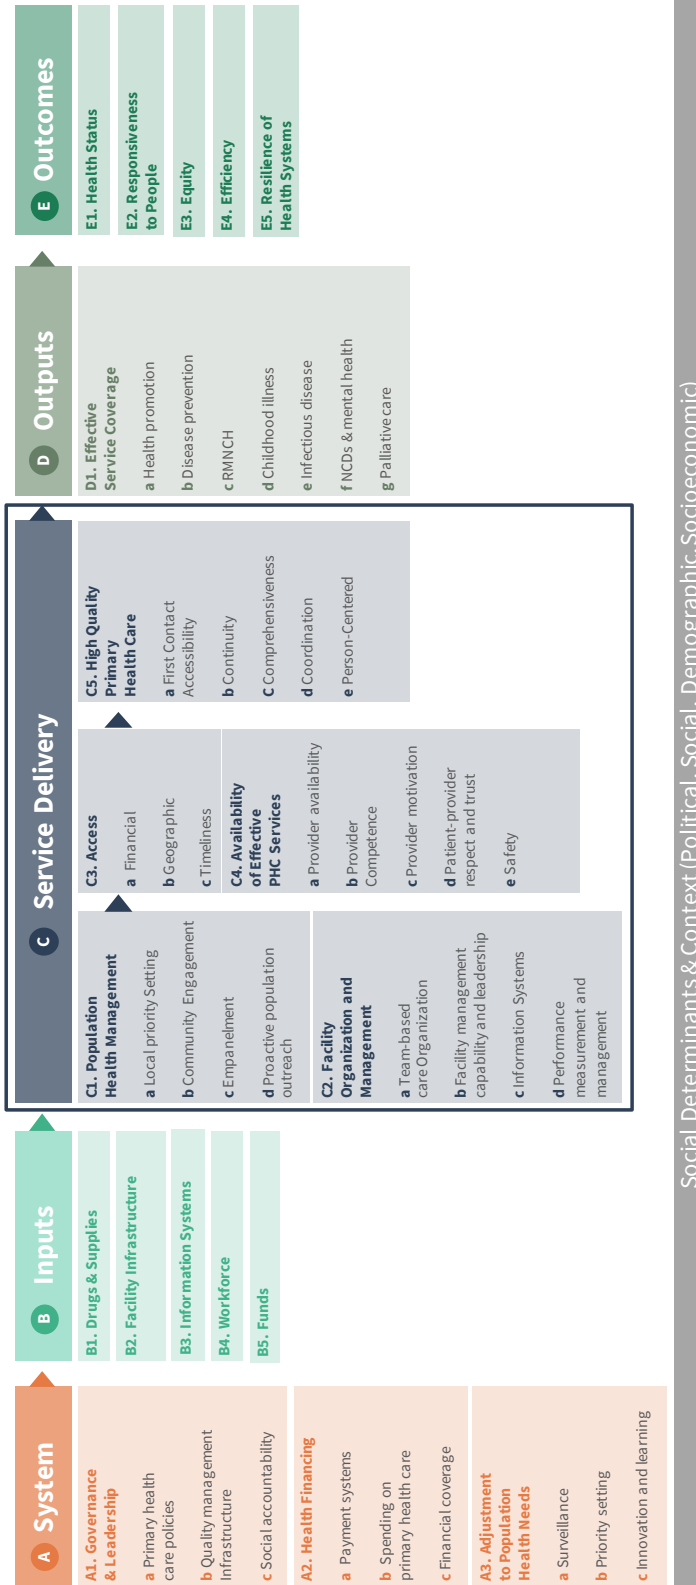 A System
A1. Governance
& Leadership
a Primary health
care policies
b Quality management
Infrastructure
c Social accountability
A2. Health Financing
a Payment systems
b Spending on
primary health care
c Financial coverage
A3. Adjustment
to Population
Health Needs
a Surveillance
b Priority setting
c Innovation and learning
B Inputs
B1. Drugs & Supplies
B2. Facility Infrastructure
B3. Information Systems
B4. Workforce
B5. Funds
C Service Delivery
C1. Population
Health Management
a Local priority Setting
b Community Engagement
c Empanelment
d Proactive population
outreach
C2. Facility
Organization and
Management
a Team-based
care Organization
b Facility management
capability and leadership
c Information Systems
d Performance
measurement and
management
C3. Access
a Financial
b Geographic
c Timeliness
C4. Availability
of Effective
PHC Services
a Provider availability
b Provider
Competence
c Provider motivation
d Patient-provider
respect and trust
e Safety
C5. High Quality
Primary
Health Care
a First Contact
Accessibility
b Continuity
C Comprehensiveness
d Coordination
e Person-Centered
D Outputs
D1. Effective
Service Coverage
a Health promotion
b Disease prevention
c RMNCH
d Childhood illness
e Infectious disease
f NCDs & mental health
g Palliative care
E Outcomes
E1. Health Status
E2. Responsiveness
to People
E3. Equity
E4. Efficiency
E5. Resilience of
Health Systems
Social Determinants & Context (Political, Social, Demographic, Socioeconomic)